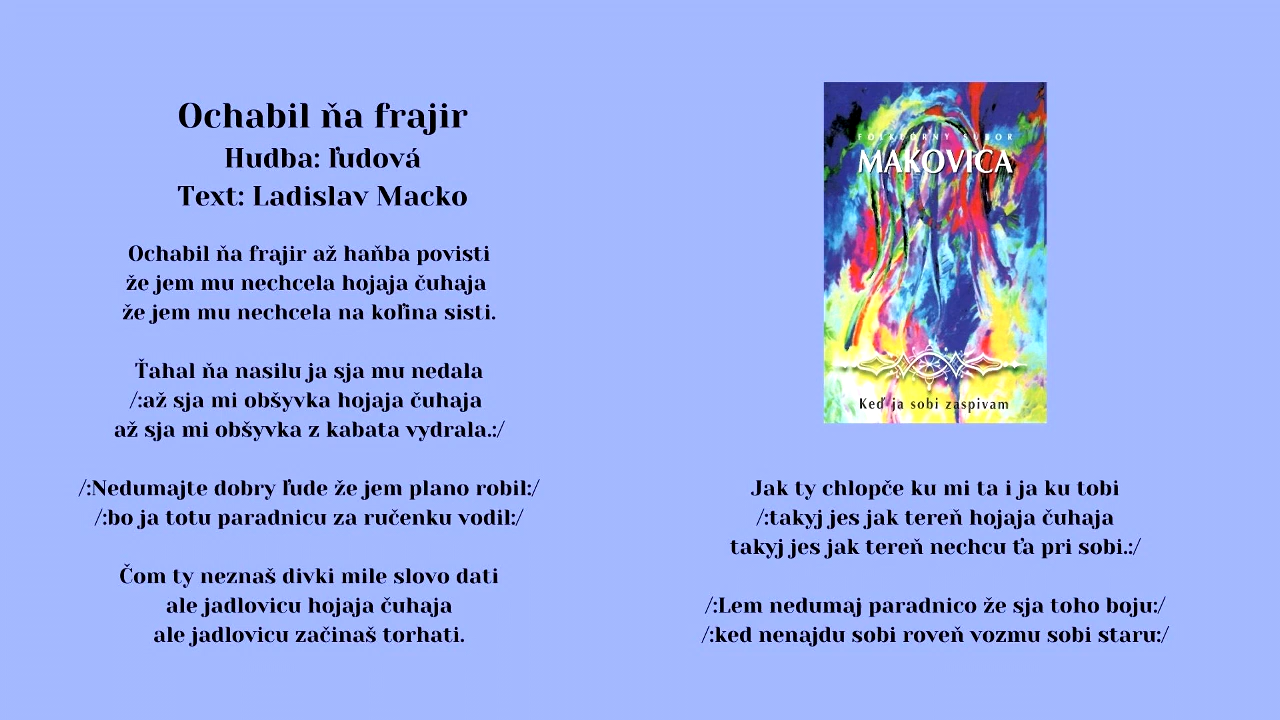 Ochabil ňa frajir
Hudba: ľudová
Text: Ladislav Macko
Ochabil ňa frajir až haňba povisti
že jem mu nechcela hojaja čuhaja
že jem mu nechcela na koľina sisti.
Ťahal ňa nasilu ja sja mu nedala
/:až sja mi obšyvka hojaja čuhaja
až sja mi obšyvka z kabata vydrala.:/
/:Nedumajte dobry ľude že jem plano robil:/
/:bo ja totu paradnicu za ručenku vodil:/
Čom ty neznaš divki mile slovo dati
ale jadlovicu hojaja čuhaja
ale jadlovicu začinaš torhati.
FOLKLÓRNY SÚBOR
MAKOVICA
Keď ja sobi zaspivam
Jak ty chlopče ku mi ta i ja ku tobi
/:takyj jes jak tereň hojaja čuhaja
takyj jes jak tereň nechcu ťa pri sobi.:/
/:Lem nedumaj paradnico že sja toho boju:/
/:ked nenajdu sobi roveň vozmu sobi staru:/